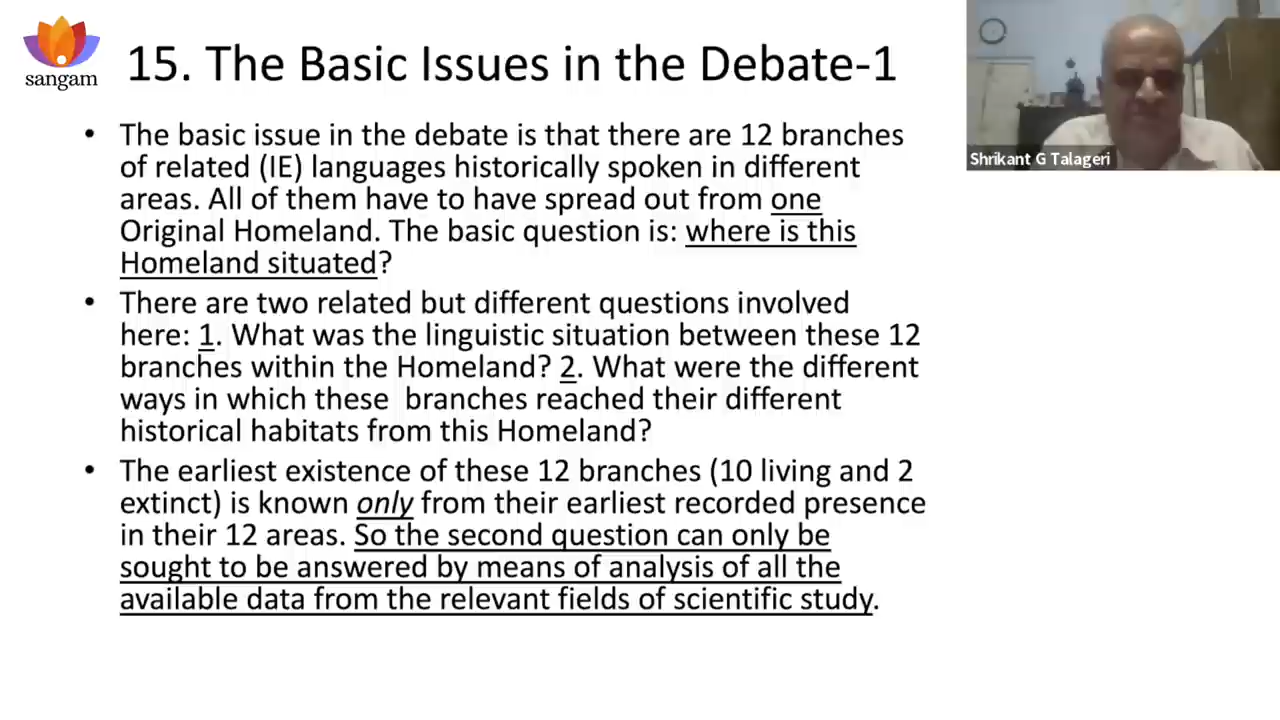 sangam
15. The Basic Issues in the Debate-1
Shrikant G Talageri
• The basic issue in the debate is that there are 12 branches
of related (IE) languages historically spoken in different
areas. All of them have to have spread out from one
Original Homeland. The basic question is: where is this
Homeland situated?
• There are two related but different questions involved
here: 1. What was the linguistic situation between these 12
branches within the Homeland? 2. What were the different
ways in which these branches reached their different
historical habitats from this Homeland?
• The earliest existence of these 12 branches (10 living and 2
extinct) is known only from their earliest recorded presence
in their 12 areas. So the second question can only be
sought to be answered by means of analysis of all the
available data from the relevant fields of scientific study.